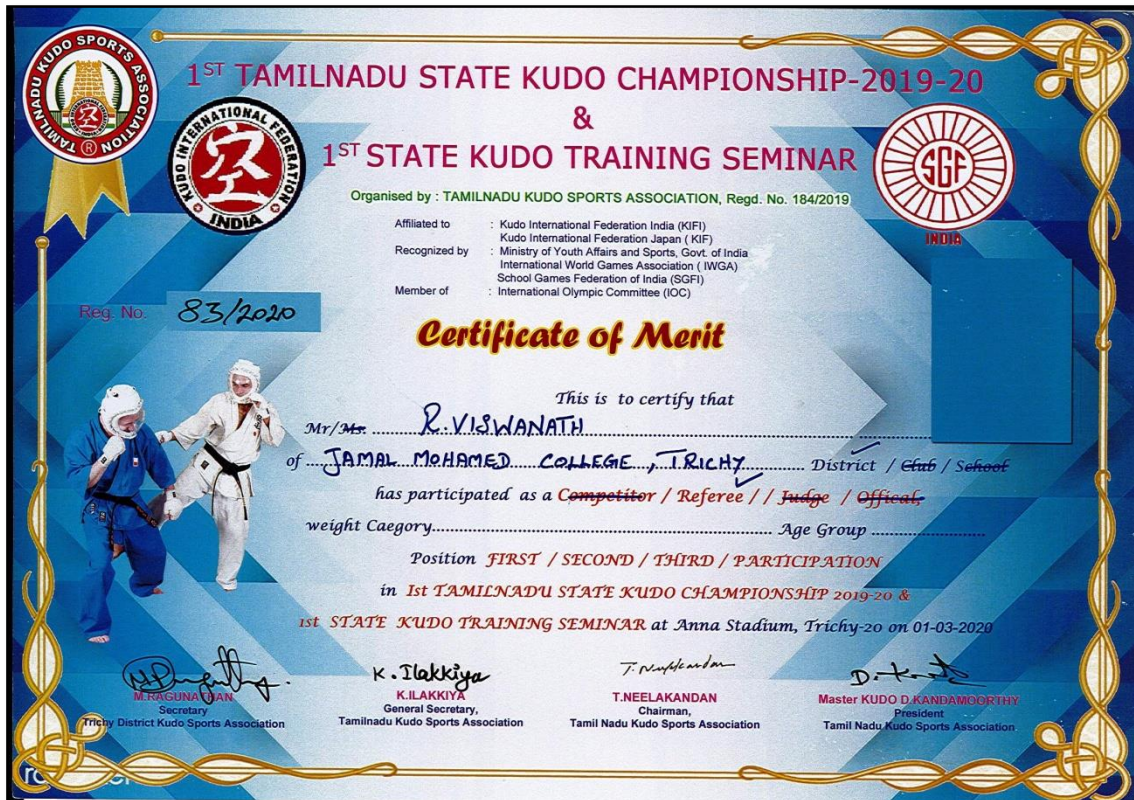 TAMILNADU KUDO SPORTS ASSOCIATION
®
KUDO INTERNATIONAL FEDERATION
INDIA
SGF
INDIA
1ST TAMILNADU STATE KUDO CHAMPIONSHIP-2019-20
&
1ST STATE KUDO TRAINING SEMINAR
Organised by : TAMILNADU KUDO SPORTS ASSOCIATION, Regd. No. 184/2019
Affiliated to : Kudo International Federation India (KIFI)
Kudo International Federation Japan ( KIF)
Recognized by : Ministry of Youth Affairs and Sports, Govt. of India
International World Games Association ( IWGA)
School Games Federation of India (SGFI)
Member of : International Olympic Committee (IOC)
Reg. No. 83/2020
Certificate of Merit
This is to certify that
Mr/Ms. R. VISWANATH
of JAMAL MOHAMED COLLEGE, TRICHY District / Club / School
has participated as a Competitor / Referee / / Judge / Offical,
weight Caegory Age Group
Position FIRST / SECOND / THIRD / PARTICIPATION
in 1st TAMILNADU STATE KUDO CHAMPIONSHIP 2019-20 &
1st STATE KUDO TRAINING SEMINAR at Anna Stadium, Trichy-20 on 01-03-2020
K. Ilakkiya
M.RAGUNATHAN
Secretary
Trichy District Kudo Sports Association
K.ILAKKIYA
General Secretary,
Tamilnadu Kudo Sports Association
T.NEELAKANDAN
Chairman,
Tamil Nadu Kudo Sports Association
Master KUDO D.KANDAMOORTHY
President
Tamil Nadu Kudo Sports Association